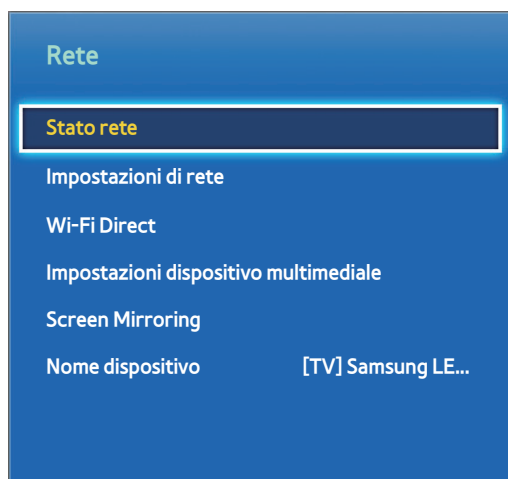 Rete
Stato rete
Impostazioni di rete
Wi-Fi Direct
Impostazioni dispositivo multimediale
Screen Mirroring
Nome dispositivo [TV] Samsung LE...